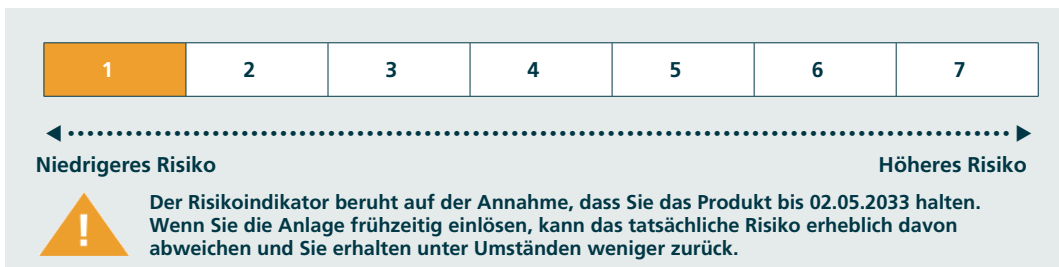 1 2 3 4 5 6 7
Niedrigeres Risiko Höheres Risiko
! Der Risikoindikator beruht auf der Annahme, dass Sie das Produkt bis 02.05.2033 halten.
Wenn Sie die Anlage frühzeitig einlösen, kann das tatsächliche Risiko erheblich davon
abweichen und Sie erhalten unter Umständen weniger zurück.